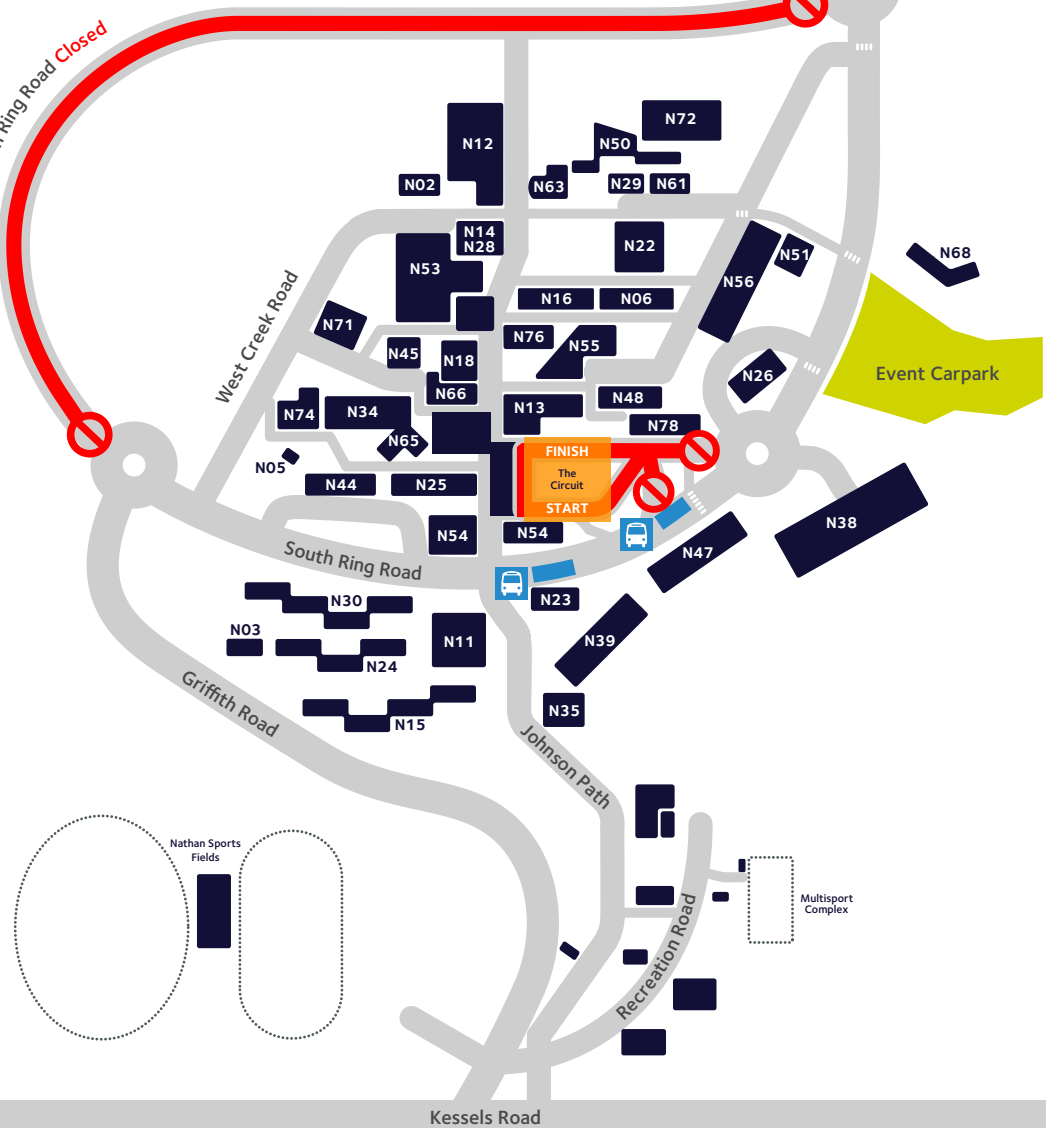 Ring Road Closed
N72
N12
N50
N02
N63
N29
N61
N14
N28
N22
N51
N68
N53
N56
N16
N06
West Creek Road
N71
N76
N55
N45
N18
N26
Event Carpark
N66
N48
N74
N34
N13
N78
N65
FINISH
N05
The
Circuit
N44
N25
START
N38
N54
N54
N47
South Ring Road
N30
N23
N03
N11
N39
N24
Griffith Road
N15
N35
Johnson Path
Nathan Sports
Fields
Multisport
Complex
Recreation Road
Kessels Road